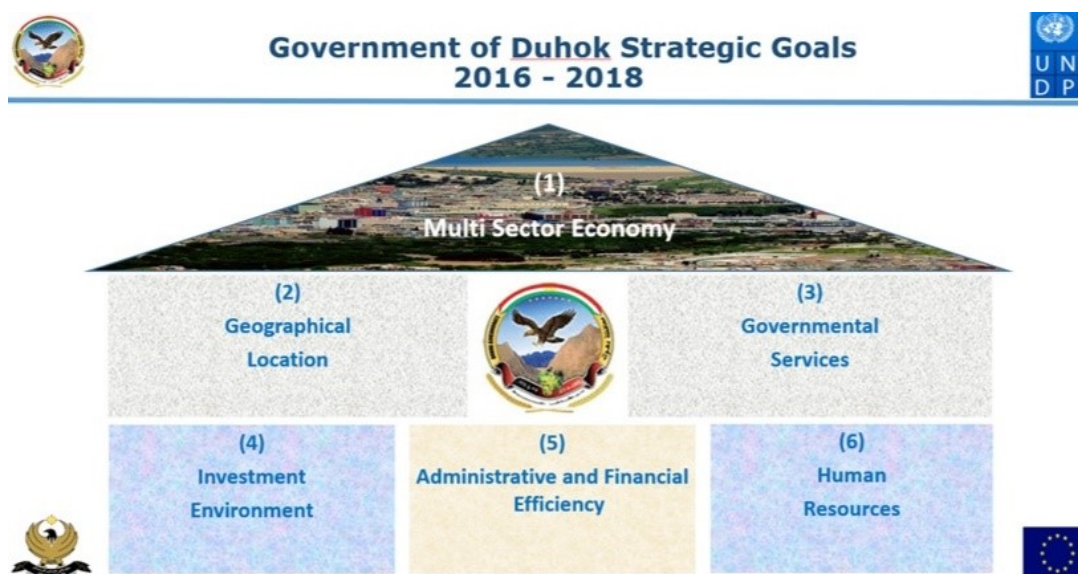 Government of Duhok Strategic Goals
2016 - 2018
U N
D P
(1)
Multi Sector Economy
(2)
Geographical
Location
(3)
Governmental
Services
(4)
Investment
Environment
(5)
Administrative and Financial
Efficiency
(6)
Human
Resources